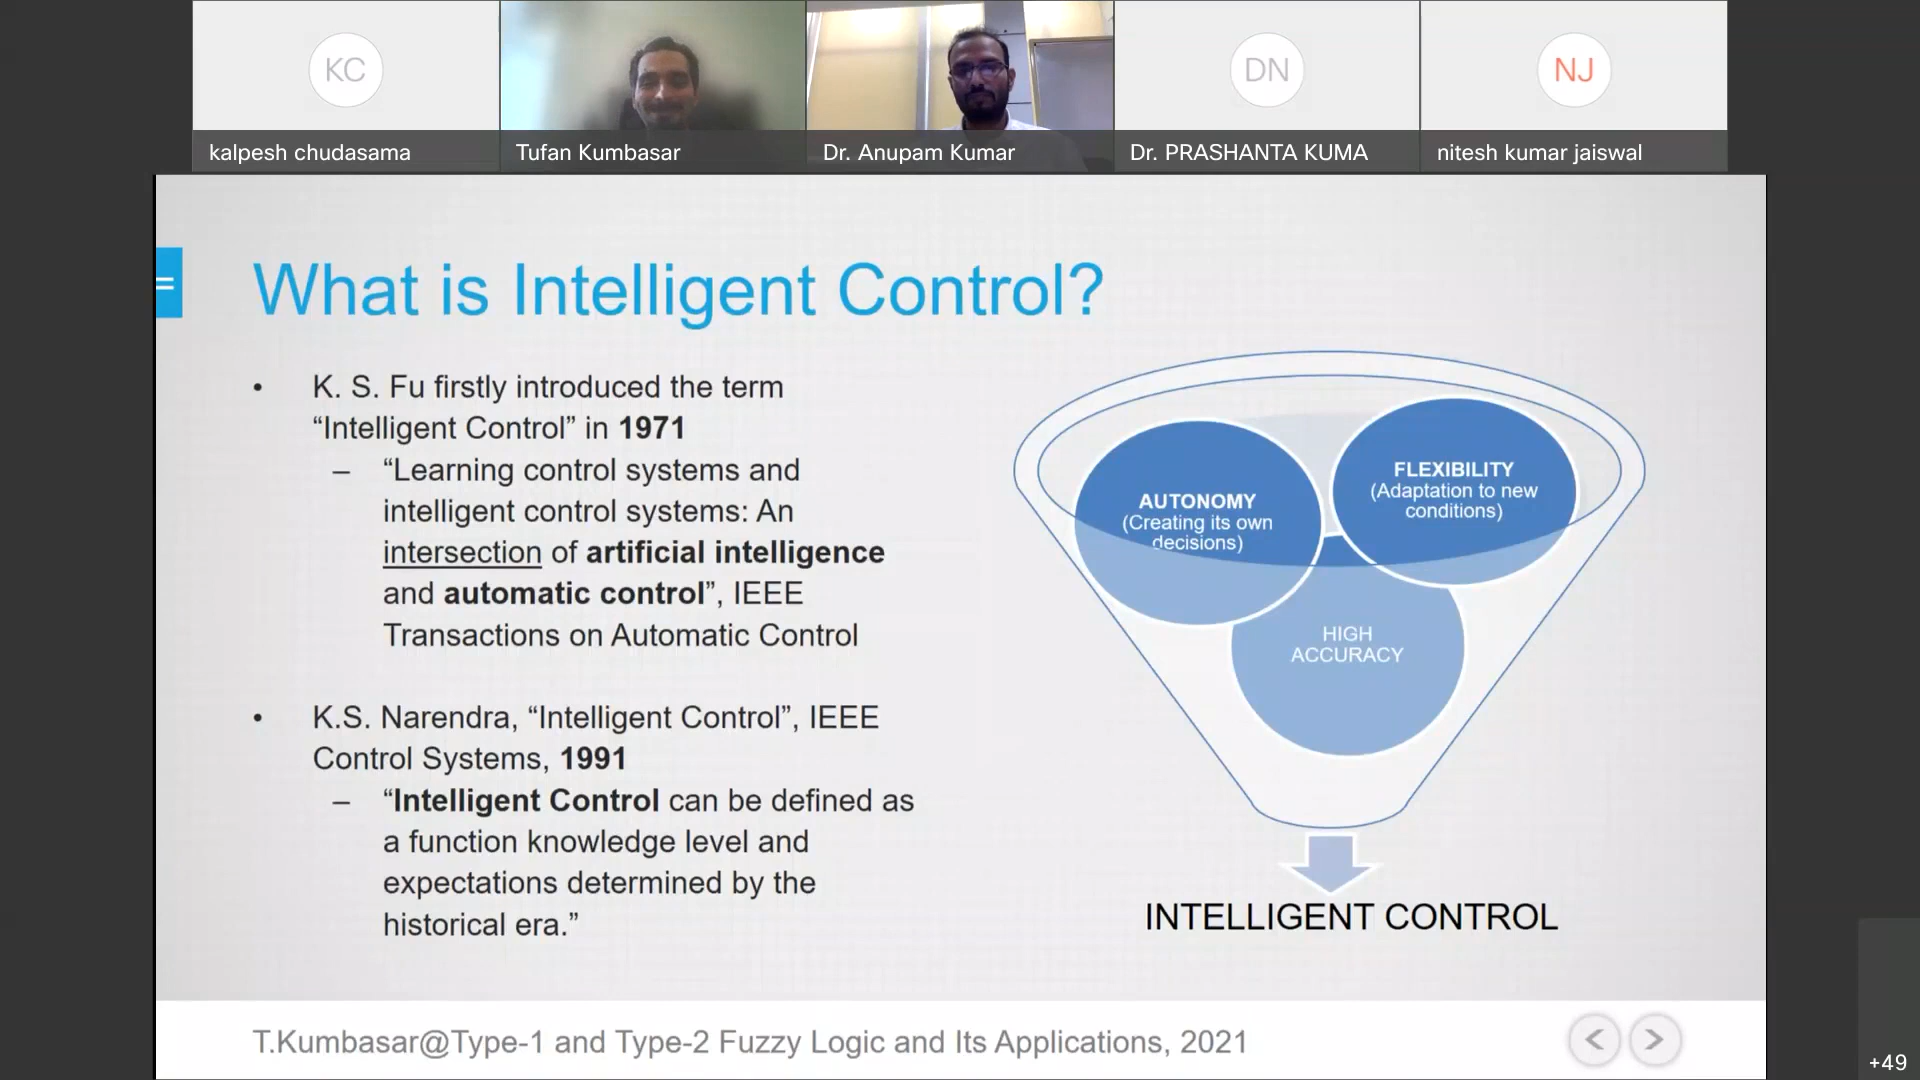 KC
DN
NJ
kalpesh chudasama
Tufan Kumbasar
Dr. Anupam Kumar
Dr. PRASHANTA KUMA
nitesh kumar jaiswal
What is Intelligent Control?
• K. S. Fu firstly introduced the term
“Intelligent Control” in 1971
– “Learning control systems and
intelligent control systems: An
intersection of artificial intelligence
and automatic control”, IEEE
Transactions on Automatic Control
• K.S. Narendra, “Intelligent Control”, IEEE
Control Systems, 1991
– “Intelligent Control can be defined as
a function knowledge level and
expectations determined by the
historical era.”
AUTONOMY
(Creating its own
decisions)
FLEXIBILITY
(Adaptation to new
conditions)
HIGH
ACCURACY
INTELLIGENT CONTROL
T.Kumbasar@Type-1 and Type-2 Fuzzy Logic and Its Applications, 2021
+49